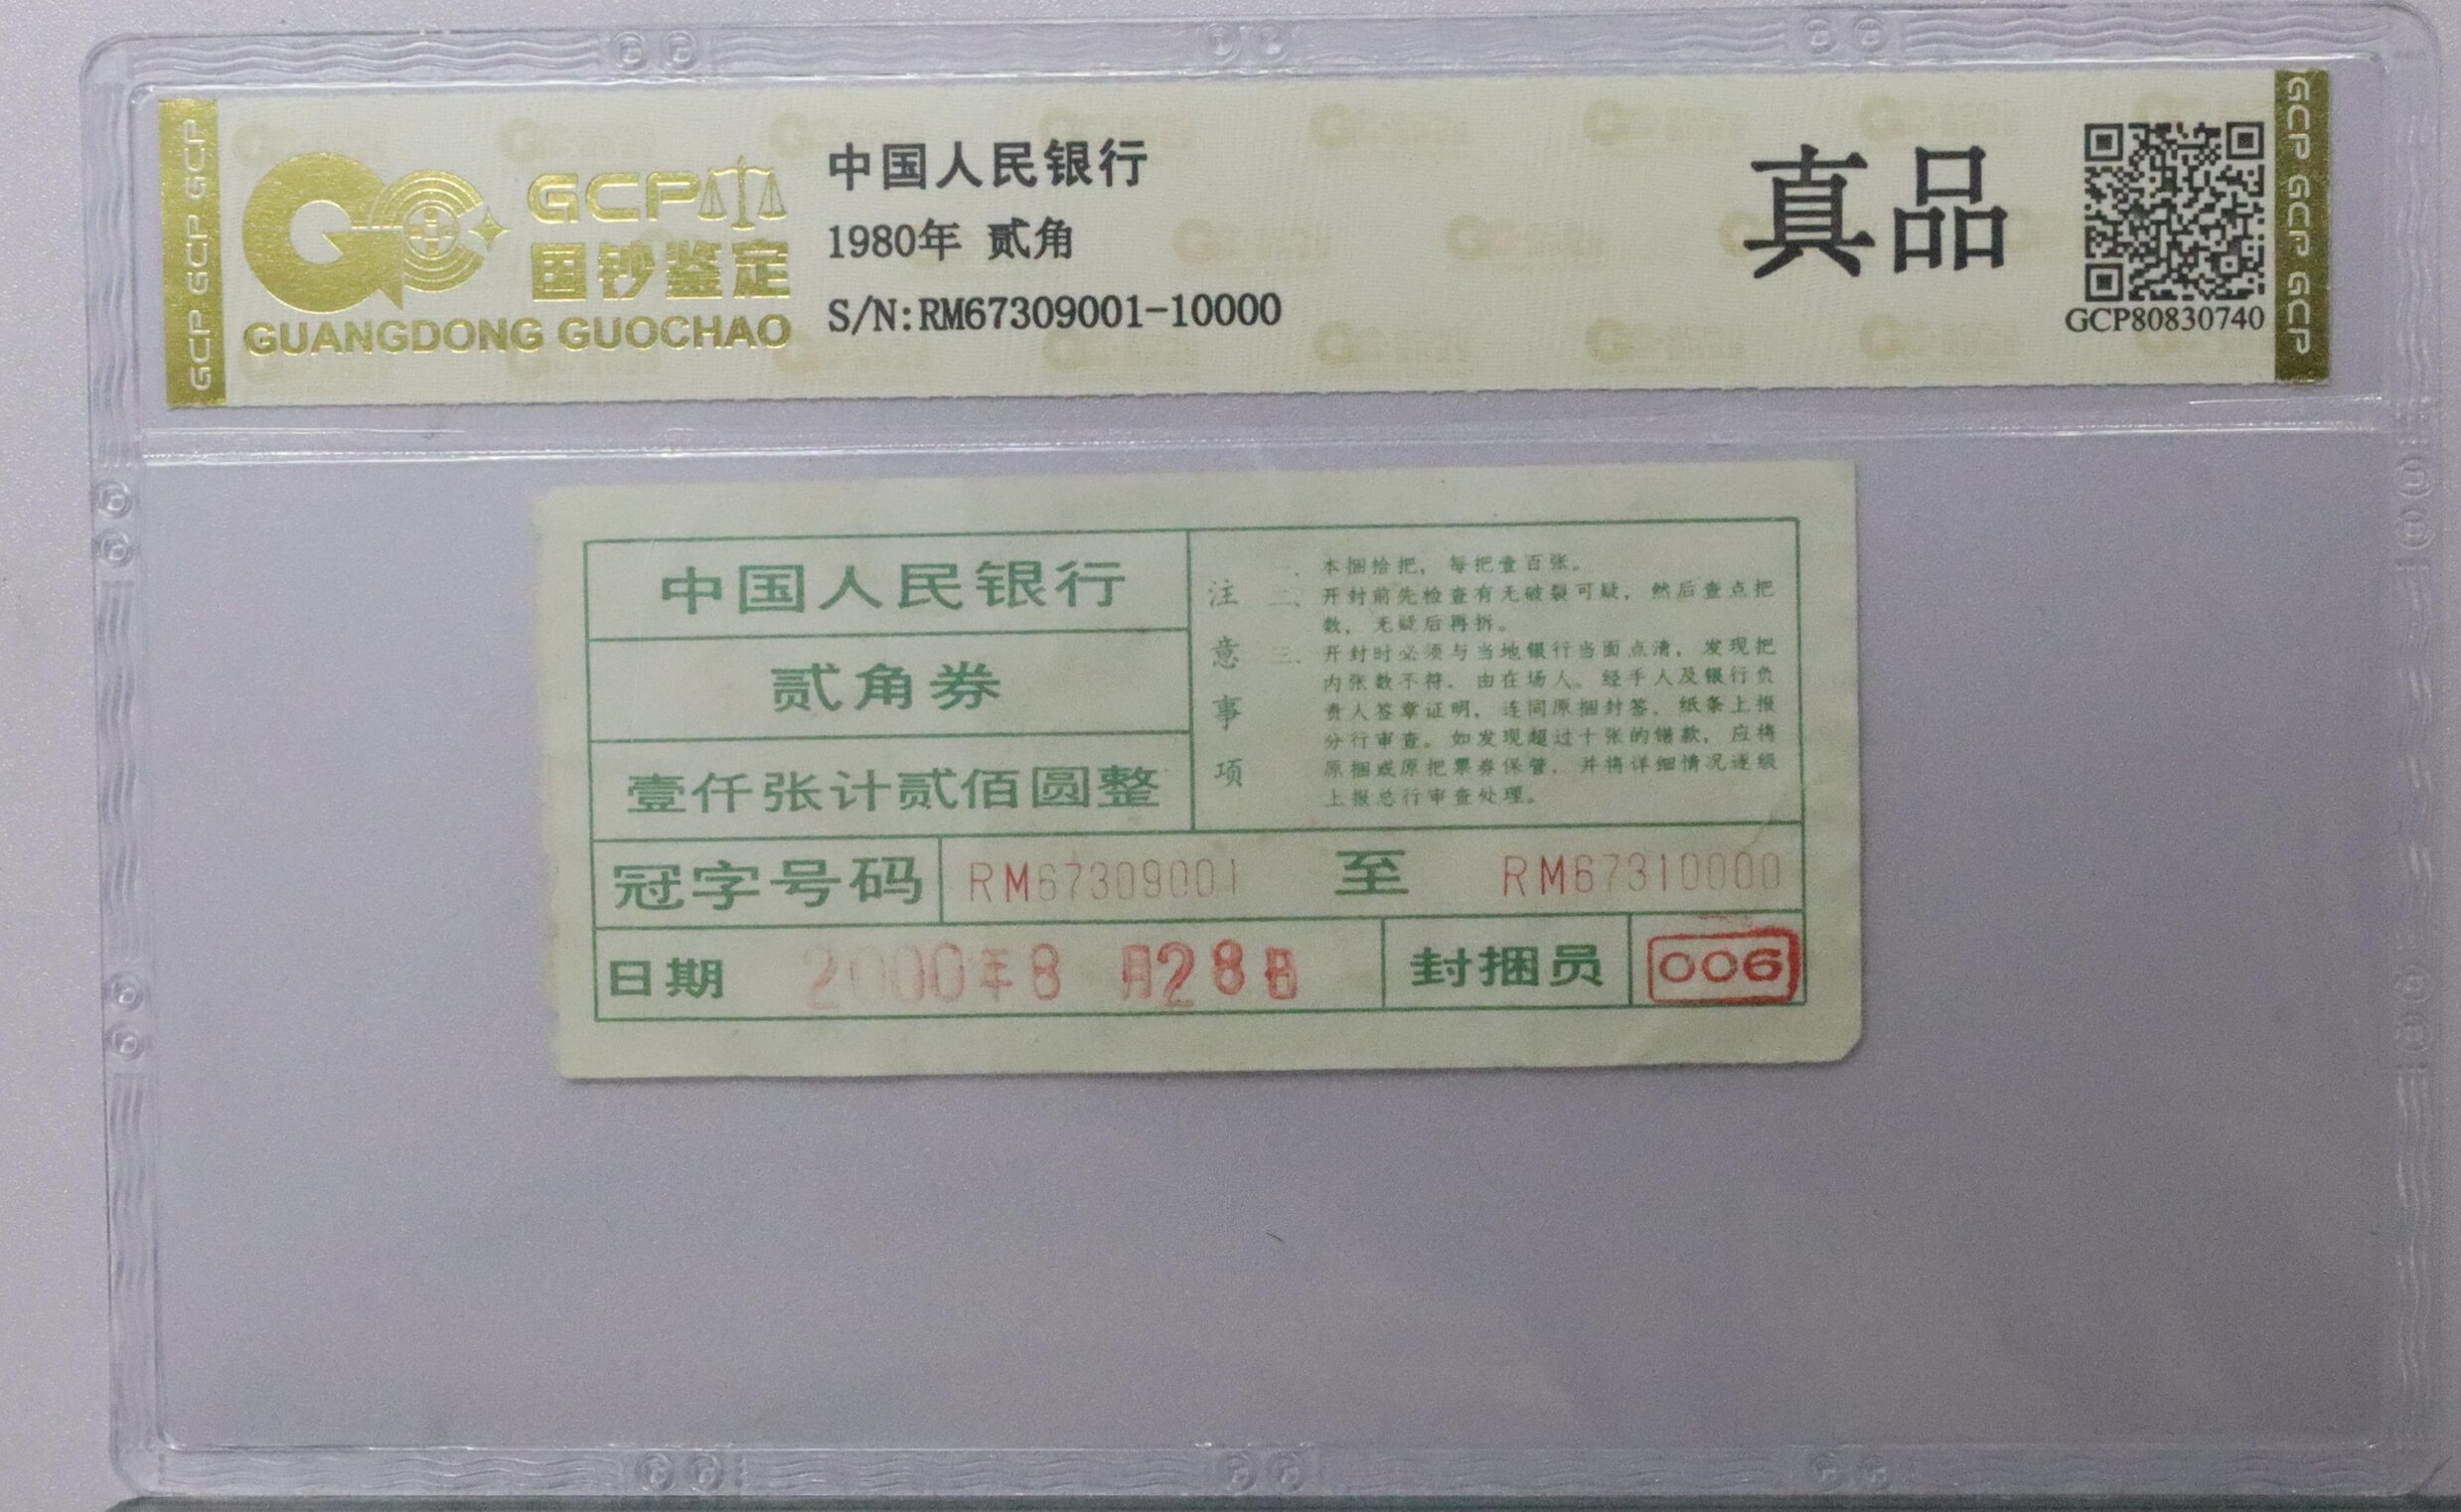 GCP GCP GCP
GCP
国钞鉴定
GUANGDONG GUOCHAO
中国人民银行
1980年 贰角
S/N:RM67309001-10000
真品
GCP80830740
GCP GCP GCP
中国人民银行
贰角券
壹仟张计贰佰圆整
注意事项
一、本捆拾把，每把壹百张。
二、开封前先检查有无破裂可疑，然后查点把
数，无疑后再拆。
三、开封时必须与当地银行当面点清，发现把
内张数不符，由在场人、经手人及银行负
责人签章证明，连同原捆封签、纸条上报
分行审查。如发现超过十张的错款，应将
原捆或原把票券保管，并将详细情况逐级
上报总行审查处理。
冠字号码 RM67309001 至 RM67310000
日期 2000年8月28日 封捆员 006